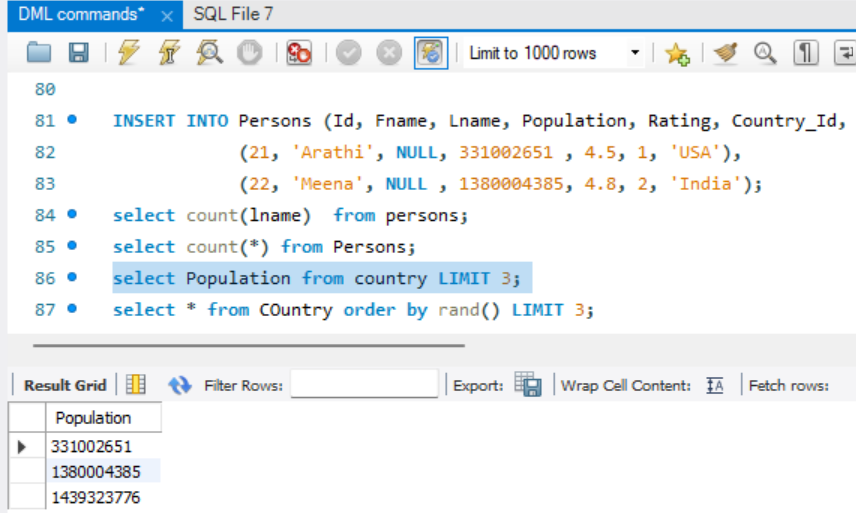 DML commands* × SQL File 7
Limit to 1000 rows
80
81 INSERT INTO Persons (Id, Fname, Lname, Population, Rating, Country_Id,
82 (21, 'Arathi', NULL, 331002651 , 4.5, 1, 'USA'),
83 (22, 'Meena', NULL , 1380004385, 4.8, 2, 'India');
84 select count(lname)  from persons;
85 select count(*) from Persons;
86 select Population from country LIMIT 3;
87 select * from COuntry order by rand() LIMIT 3;
Result Grid Filter Rows: Export: Wrap Cell Content: Fetch rows:
Population
331002651
1380004385
1439323776